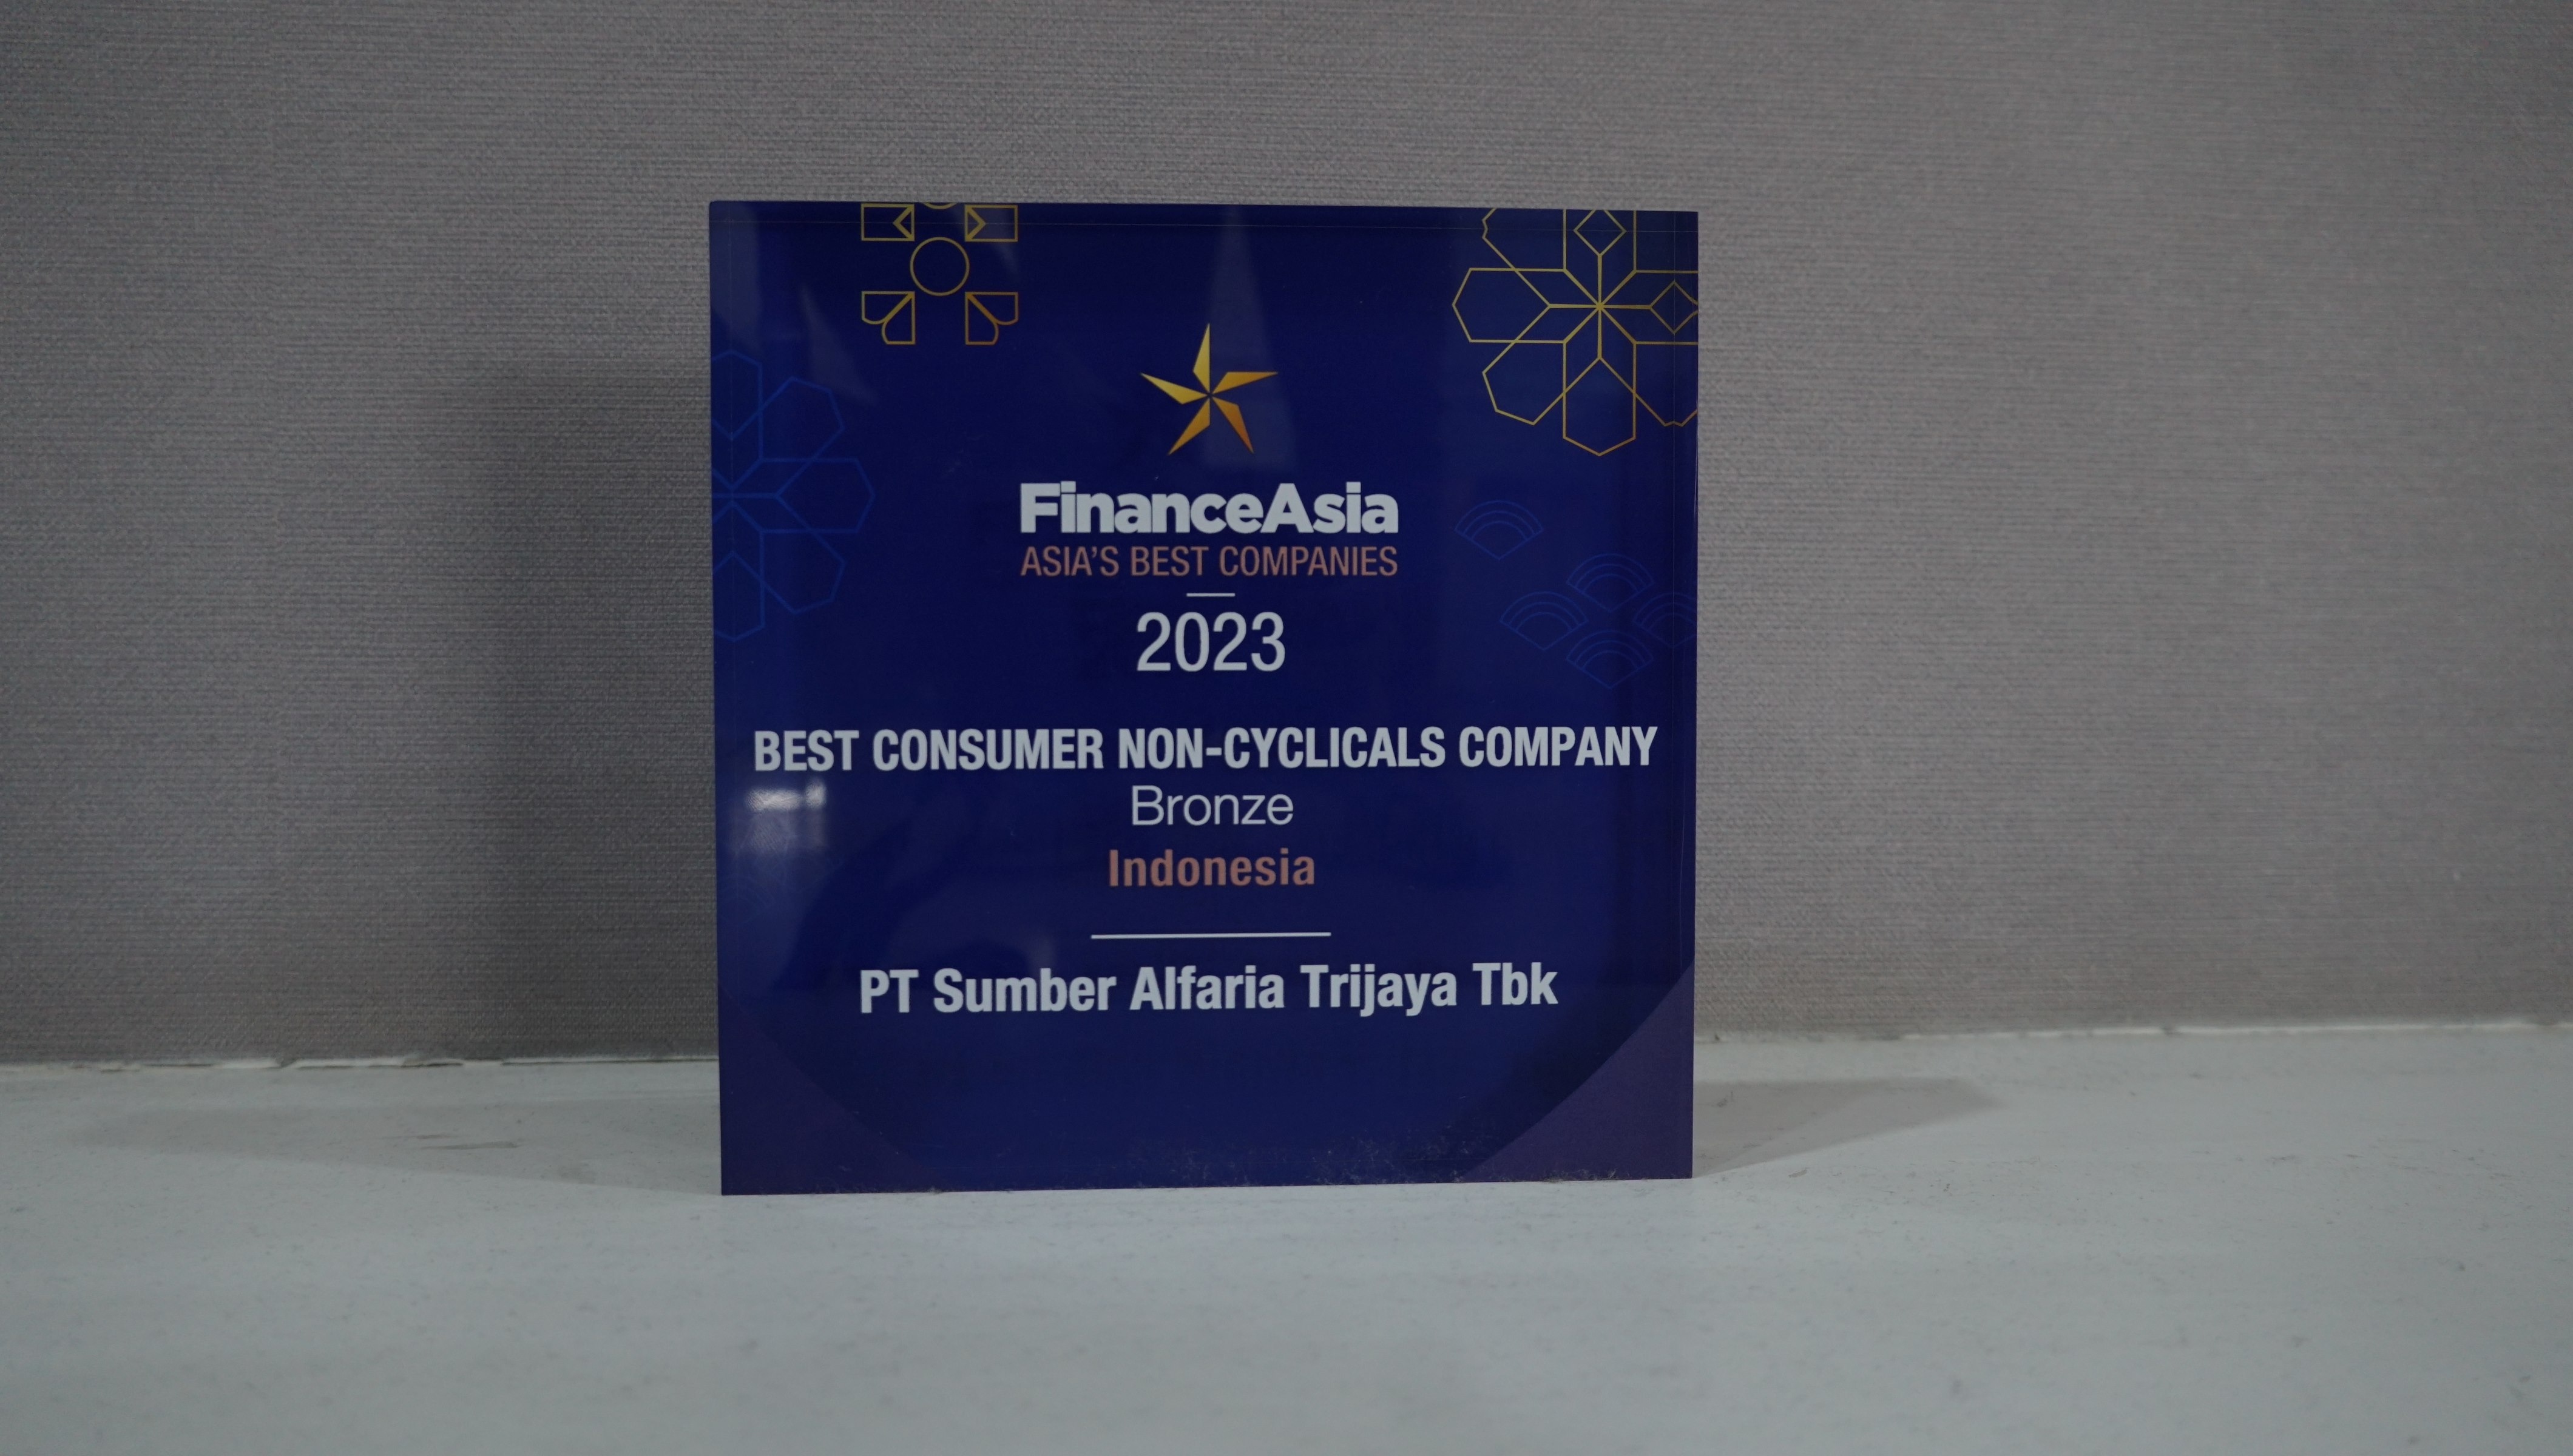 FinanceAsia
ASIA'S BEST COMPANIES
2023
BEST CONSUMER NON-CYCLICALS COMPANY
Bronze
Indonesia
PT Sumber Alfaria Trijaya Tbk